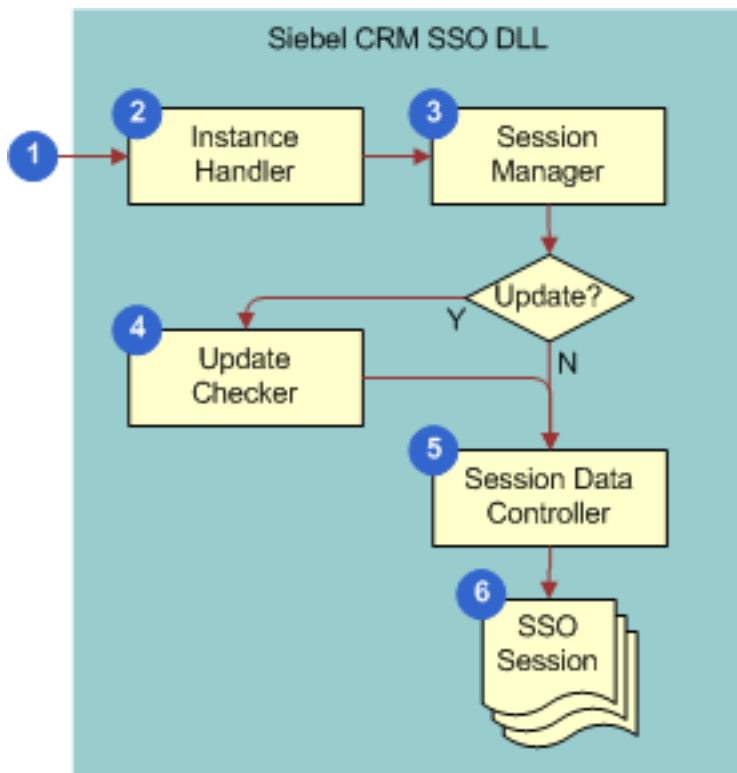 Siebel CRM SSO DLL
1
2
Instance
Handler
3
Session
Manager
Update?
Y
N
4
Update
Checker
5
Session Data
Controller
6
SSO
Session